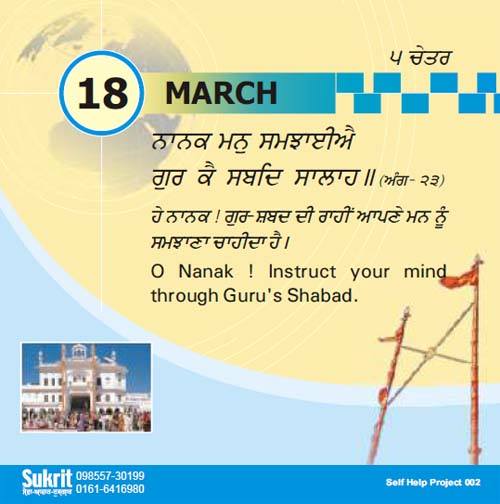 ੫ ਚੇਤਰ
18 MARCH
ਨਾਨਕ ਮਨੁ ਸਮਝਾਈਐ
ਗੁਰ ਕੈ ਸਬਦਿ ਸਾਲਾਹ॥ (ਅੰਗ- ੨੩)
ਹੇ ਨਾਨਕ ! ਗੁਰ-ਸ਼ਬਦ ਦੀ ਰਾਹੀਂ ਆਪਣੇ ਮਨ ਨੂੰ
ਸਮਝਾਣਾ ਚਾਹੀਦਾ ਹੈ।
O Nanak ! Instruct your mind
through Guru's Shabad.
Sukrit 098557-30199
0161-6416980
Self Help Project 002